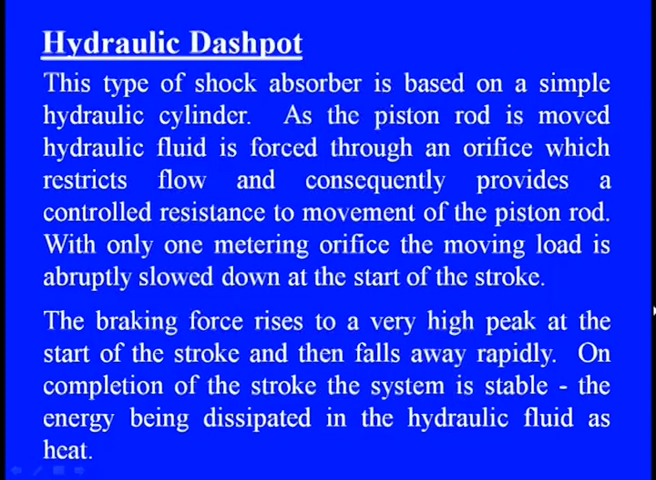 Hydraulic Dashpot
This type of shock absorber is based on a simple
hydraulic cylinder. As the piston rod is moved
hydraulic fluid is forced through an orifice which
restricts flow and consequently provides a
controlled resistance to movement of the piston rod.
With only one metering orifice the moving load is
abruptly slowed down at the start of the stroke.
The braking force rises to a very high peak at the
start of the stroke and then falls away rapidly. On
completion of the stroke the system is stable - the
energy being dissipated in the hydraulic fluid as
heat.